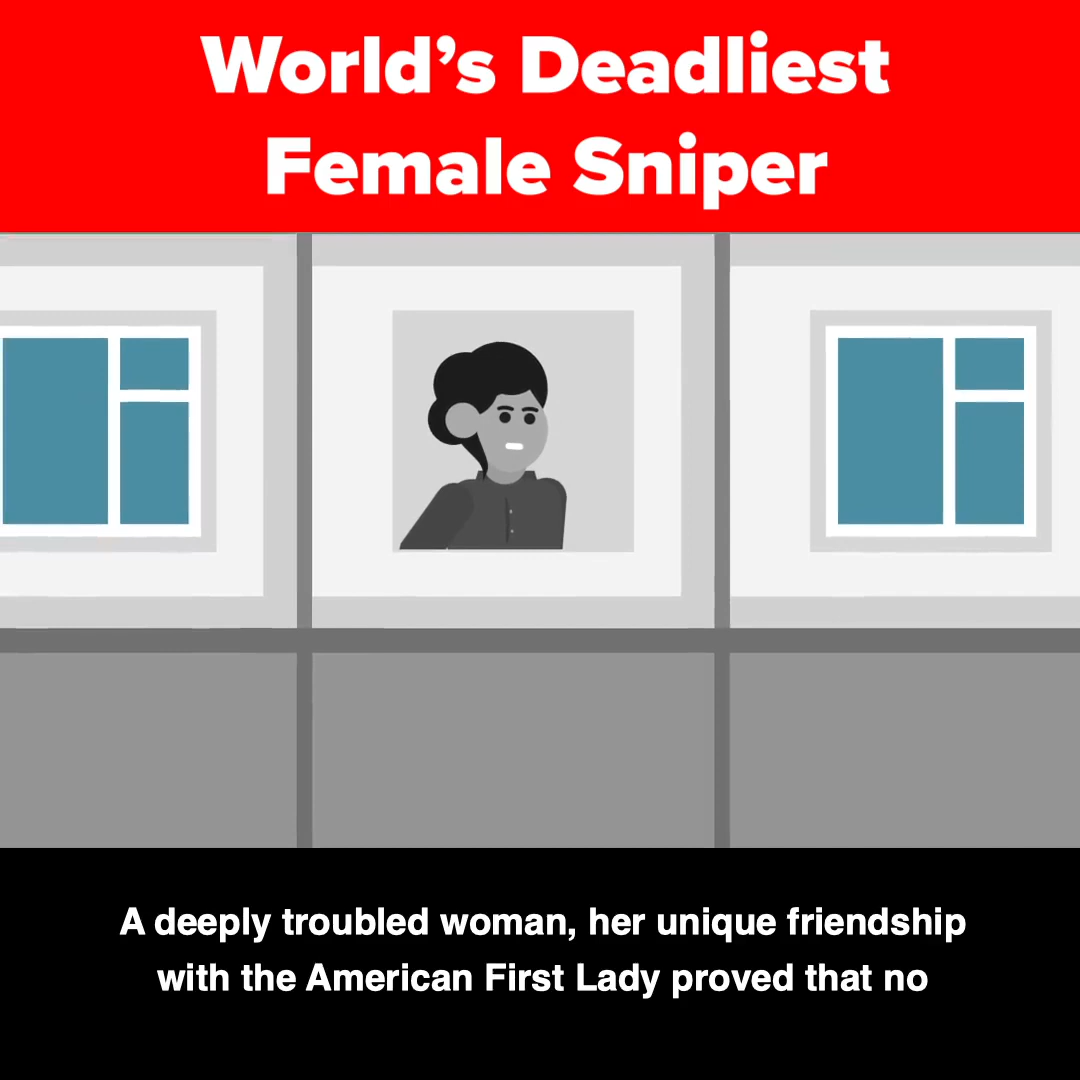 World’s Deadliest
Female Sniper
A deeply troubled woman, her unique friendship
with the American First Lady proved that no